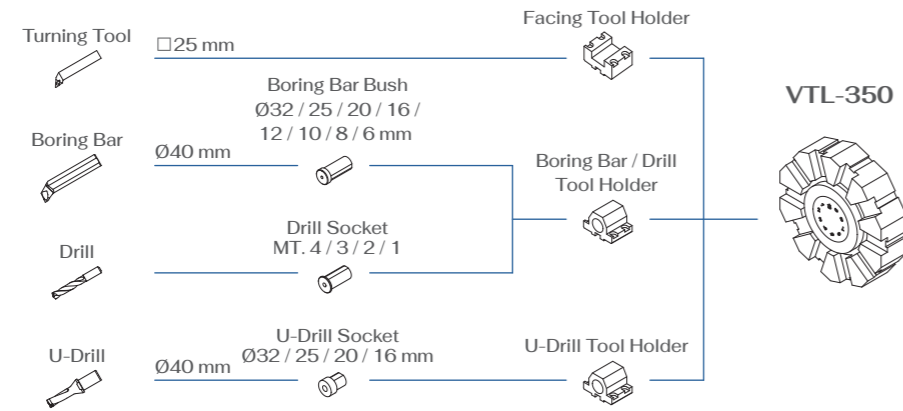 Facing Tool Holder
Turning Tool
□25 mm
Boring Bar Bush
Ø32 / 25 / 20 / 16 /
12 / 10 / 8 / 6 mm
VTL-350
Boring Bar
Ø40 mm
Boring Bar / Drill
Tool Holder
Drill Socket
MT. 4 / 3 / 2 / 1
Drill
U-Drill Socket
Ø32 / 25 / 20 / 16 mm
U-Drill
Ø40 mm
U-Drill Tool Holder